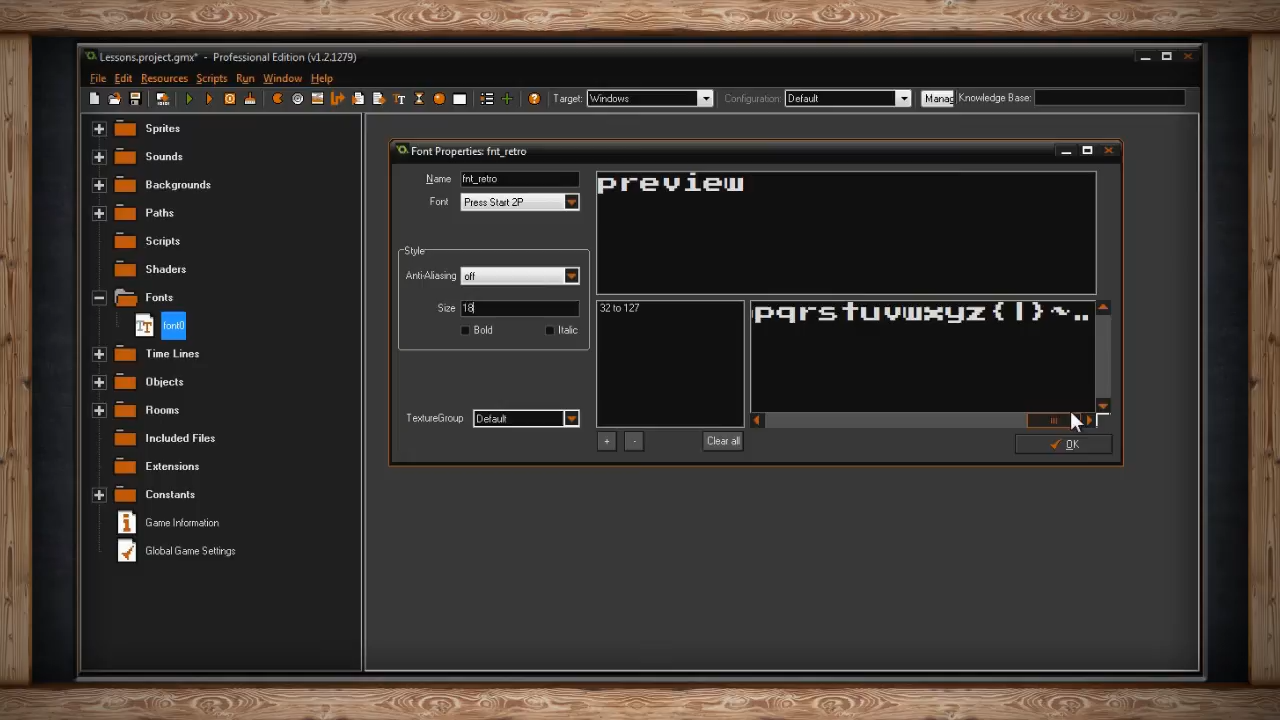 Lessons.project.gmx* - Professional Edition (v1.2.1279)
File Edit Resources Scripts Run Window Help
Target: Windows Configuration: Default Manag Knowledge Base:
Sprites
Sounds
Backgrounds
Paths
Scripts
Shaders
Fonts
font0
Time Lines
Objects
Rooms
Included Files
Extensions
Constants
Game Information
Global Game Settings
Font Properties: fnt_retro
Name fnt_retro
Font Press Start 2P
Style
Anti-Aliasing off
Size 18
Bold Italic
TextureGroup Default
preview
32 to 127
pqrstuvwxyz{|}~..
+ - Clear all
OK